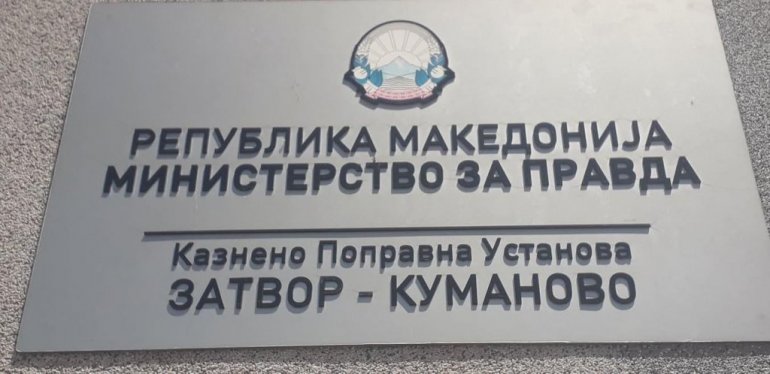 РЕПУБЛИКА МАКЕДОНИЈА
МИНИСТЕРСТВО ЗА ПРАВДА
Казнено Поправна Установа
ЗАТВОР - КУМАНОВО